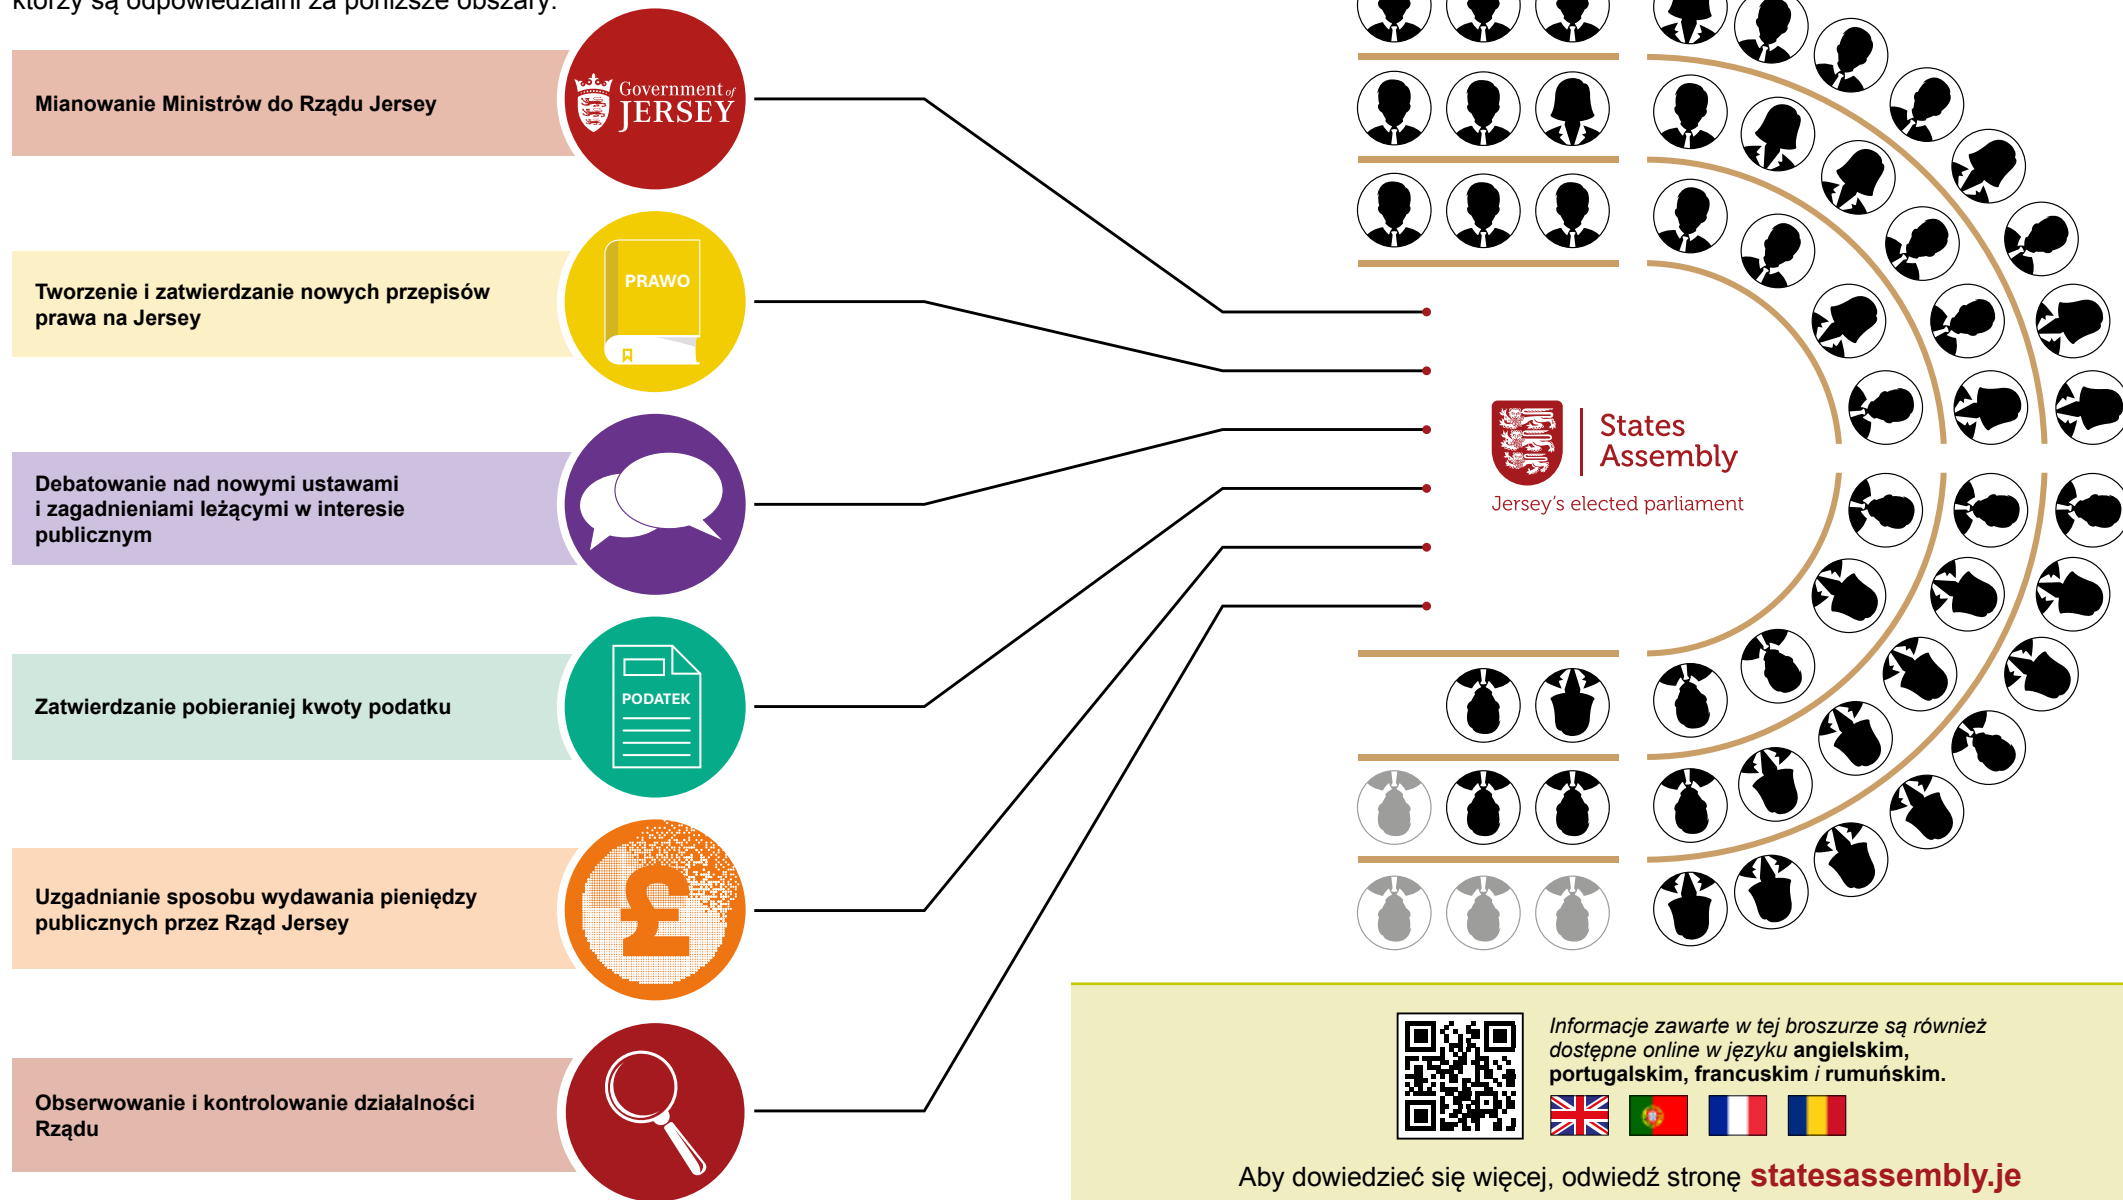 którzy są odpowiedzialni za poniższe obszary:
Mianowanie Ministrów do Rządu Jersey
Government of
JERSEY
Tworzenie i zatwierdzanie nowych przepisów
prawa na Jersey
PRAWO
Debatowanie nad nowymi ustawami
i zagadnieniami leżącymi w interesie
publicznym
Zatwierdzanie pobieraniej kwoty podatku
PODATEK
Uzgadnianie sposobu wydawania pieniędzy
publicznych przez Rząd Jersey
£
Obserwowanie i kontrolowanie działalności
Rządu
States
Assembly
Jersey's elected parliament
Informacje zawarte w tej broszurze są również
dostępne online w języku angielskim,
portugalskim, francuskim i rumuńskim.
Aby dowiedzieć się więcej, odwiedź stronę statesassembly.je